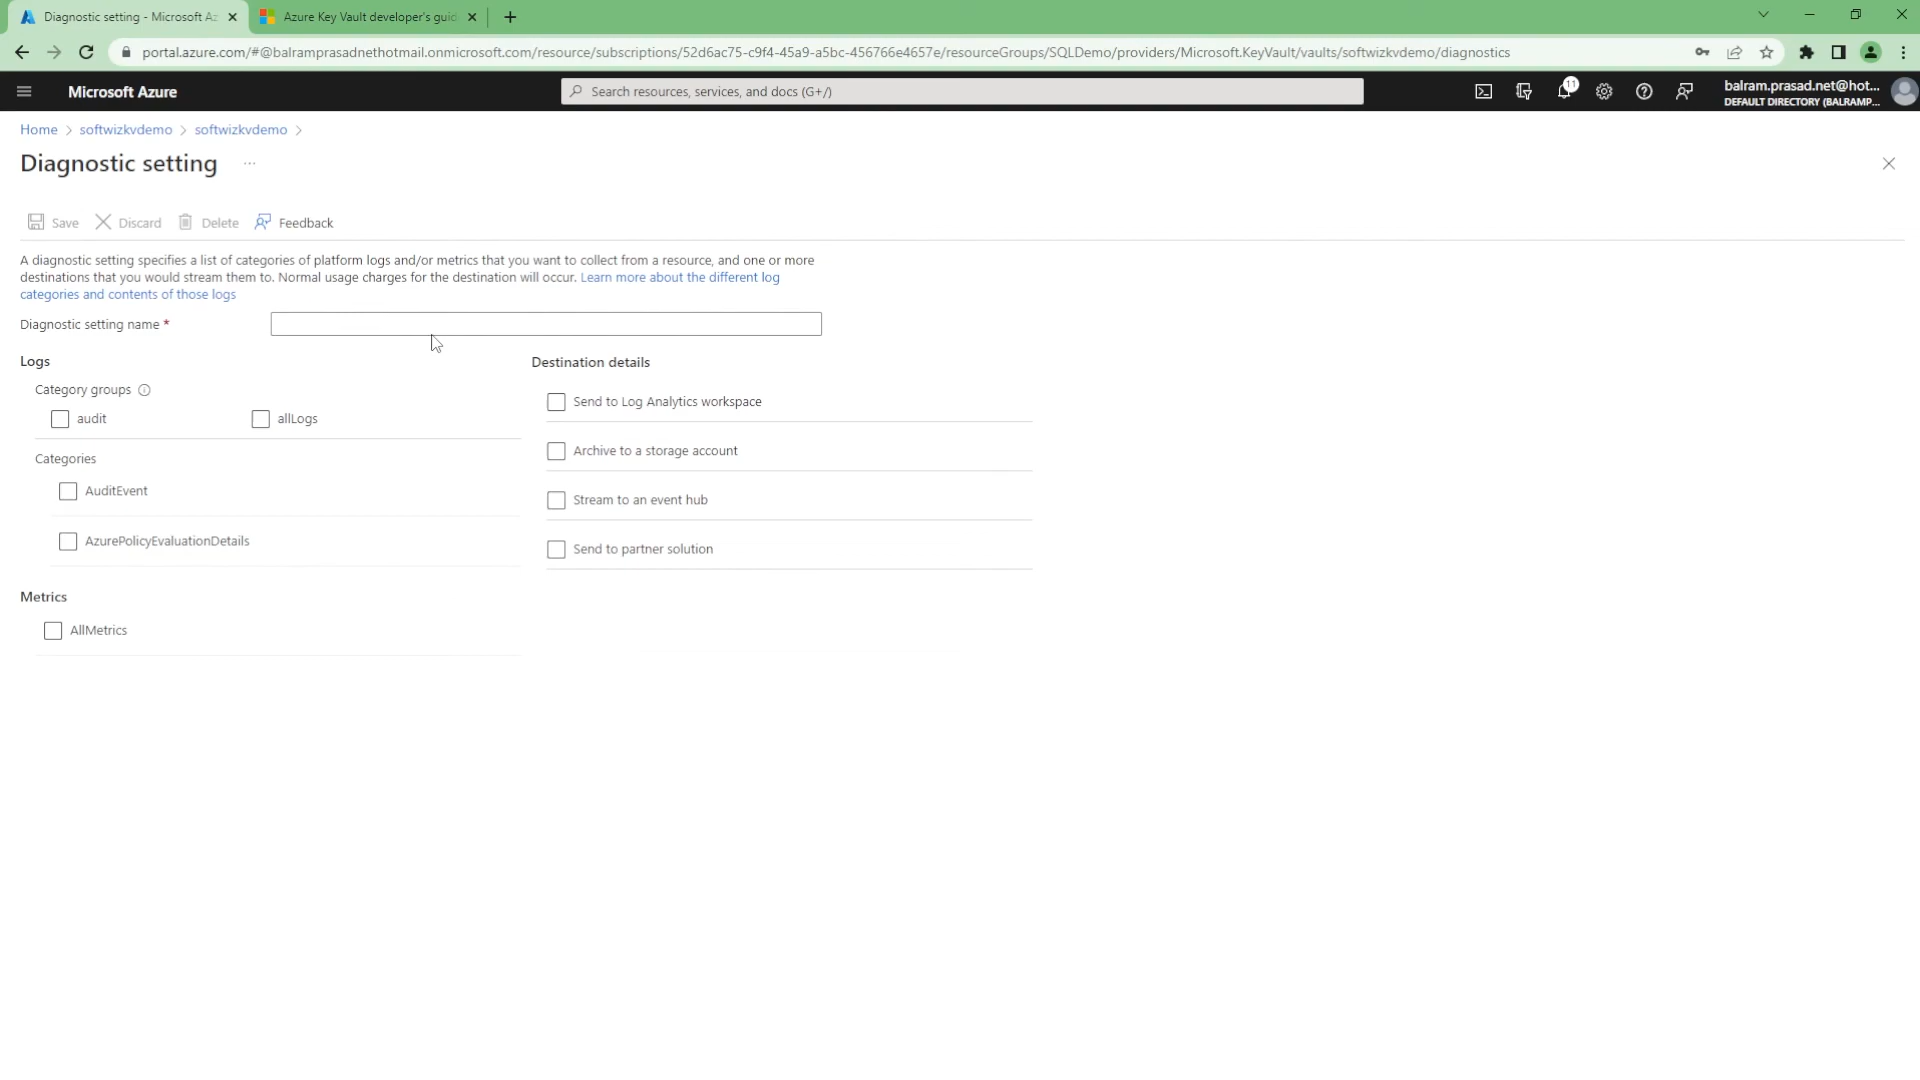 Diagnostic setting - Microsoft Az
Azure Key Vault developer's guid
portal.azure.com/#@balramprasadnethotmail.onmicrosoft.com/resource/subscriptions/52d6ac75-c9f4-45a9-a5bc-456766e4657e/resourceGroups/SQLDemo/providers/Microsoft.KeyVault/vaults/softwizkvdemo/diagnostics
Microsoft Azure
Search resources, services, and docs (G+/)
11
balram.prasad.net@hot...
DEFAULT DIRECTORY (BALRAMP...
Home > softwizkvdemo > softwizkvdemo >
Diagnostic setting ...
Save Discard Delete Feedback
A diagnostic setting specifies a list of categories of platform logs and/or metrics that you want to collect from a resource, and one or more
destinations that you would stream them to. Normal usage charges for the destination will occur. Learn more about the different log
categories and contents of those logs
Diagnostic setting name *
Logs
Category groups
audit allLogs
Categories
AuditEvent
AzurePolicyEvaluationDetails
Metrics
AllMetrics
Destination details
Send to Log Analytics workspace
Archive to a storage account
Stream to an event hub
Send to partner solution